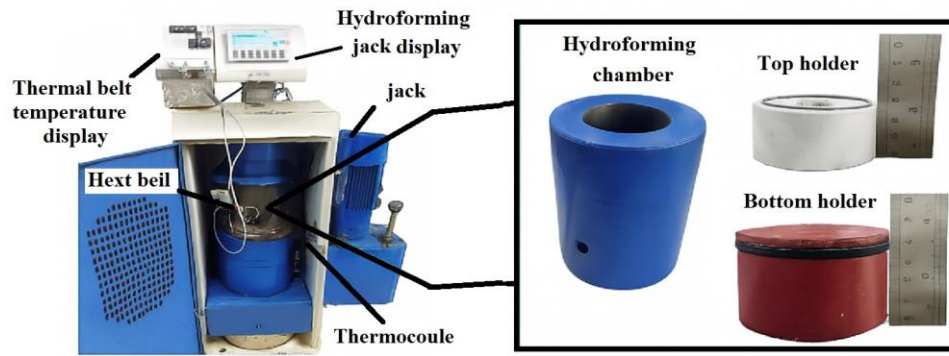 Hydroforming
jack display
Thermal belt
temperature
display
jack
Hext beil
Thermocoule
Hydroforming
chamber
Top holder
Bottom holder